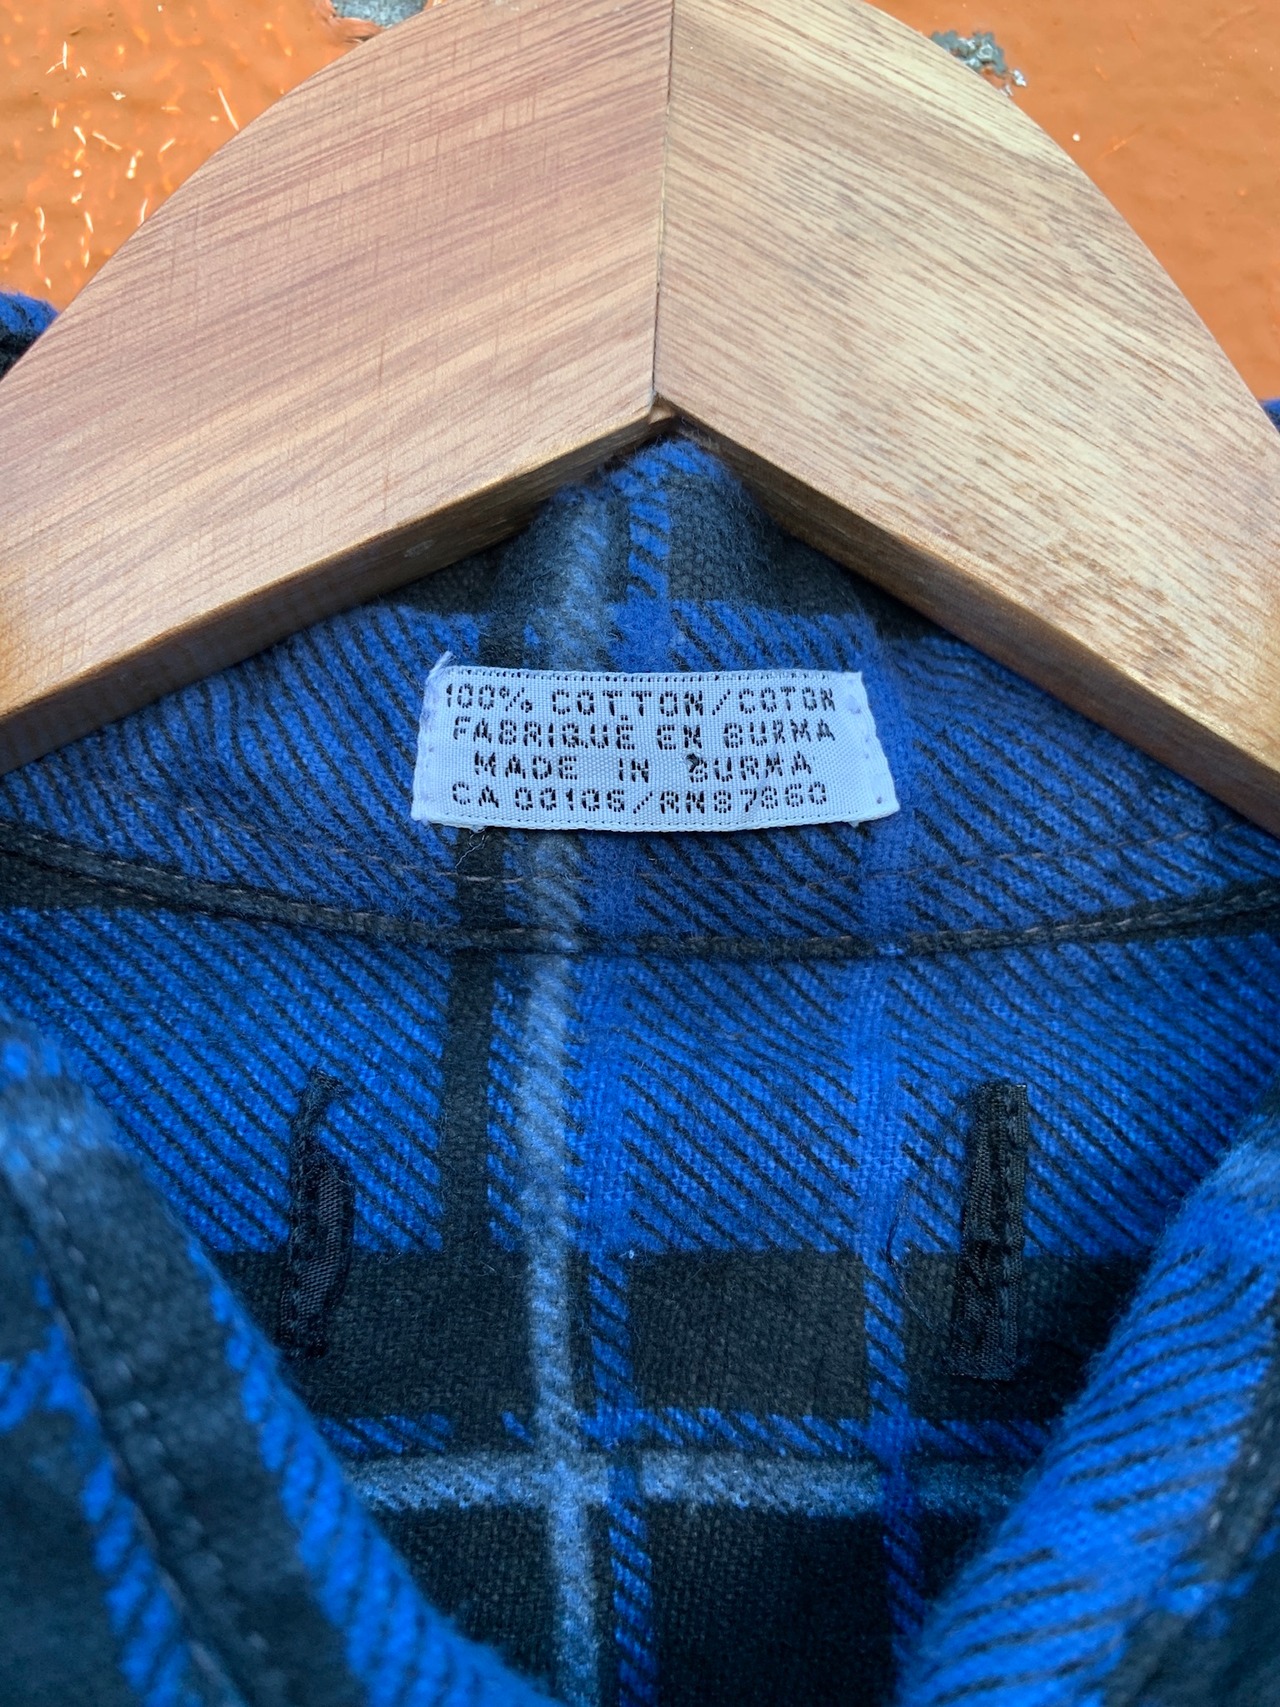 100% COTTON/COTON
FABRIQUÉ EN BURMA
MADE IN BURMA
CA 00106/RN87860